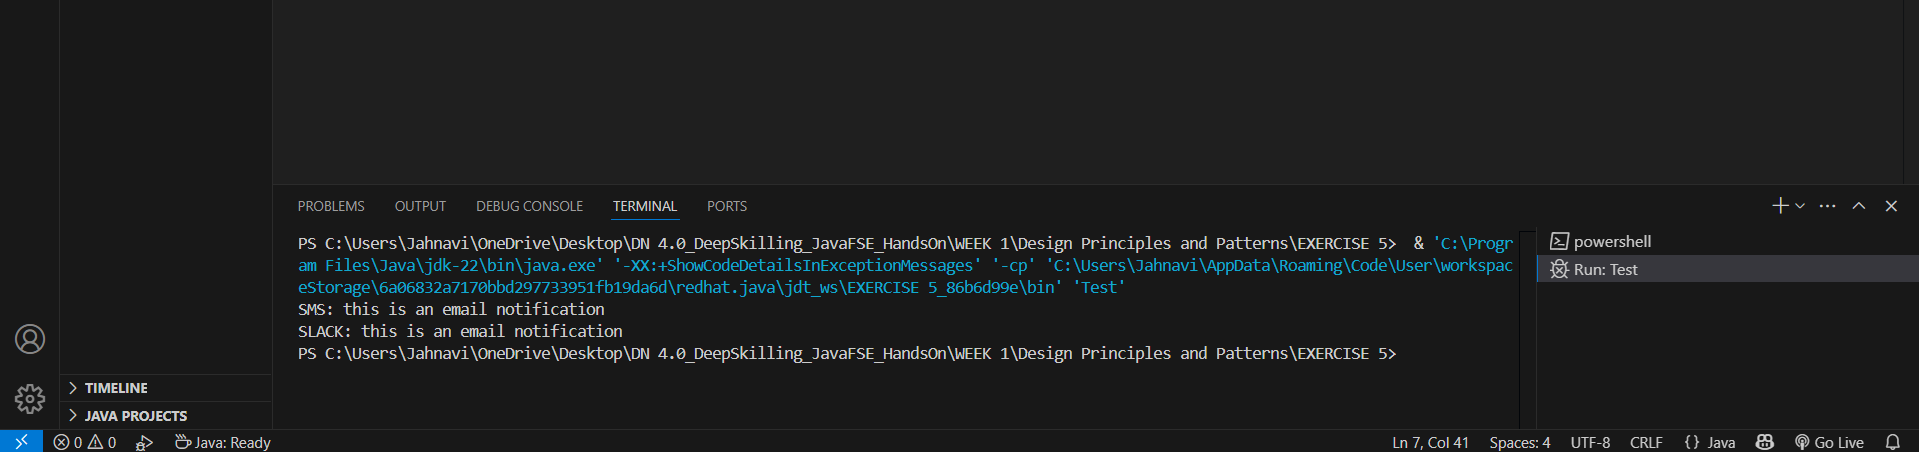 PROBLEMS OUTPUT DEBUG CONSOLE TERMINAL PORTS
PS C:\Users\Jahnavi\OneDrive\Desktop\DN 4.0_DeepSkilling_JavaFSE_HandsOn\WEEK 1\Design Principles and Patterns\EXERCISE 5>  & 'C:\Progr
am Files\Java\jdk-22\bin\java.exe' '-XX:+ShowCodeDetailsInExceptionMessages' '-cp' 'C:\Users\Jahnavi\AppData\Roaming\Code\User\workspac
eStorage\6a06832a7170bbd297733951fb19da6d\redhat.java\jdt_ws\EXERCISE 5_86b6d99e\bin' 'Test'
SMS: this is an email notification
SLACK: this is an email notification
PS C:\Users\Jahnavi\OneDrive\Desktop\DN 4.0_DeepSkilling_JavaFSE_HandsOn\WEEK 1\Design Principles and Patterns\EXERCISE 5>
powershell
Run: Test
TIMELINE
JAVA PROJECTS
0 0 Java: Ready Ln 7, Col 41 Spaces: 4 UTF-8 CRLF {} Java Go Live